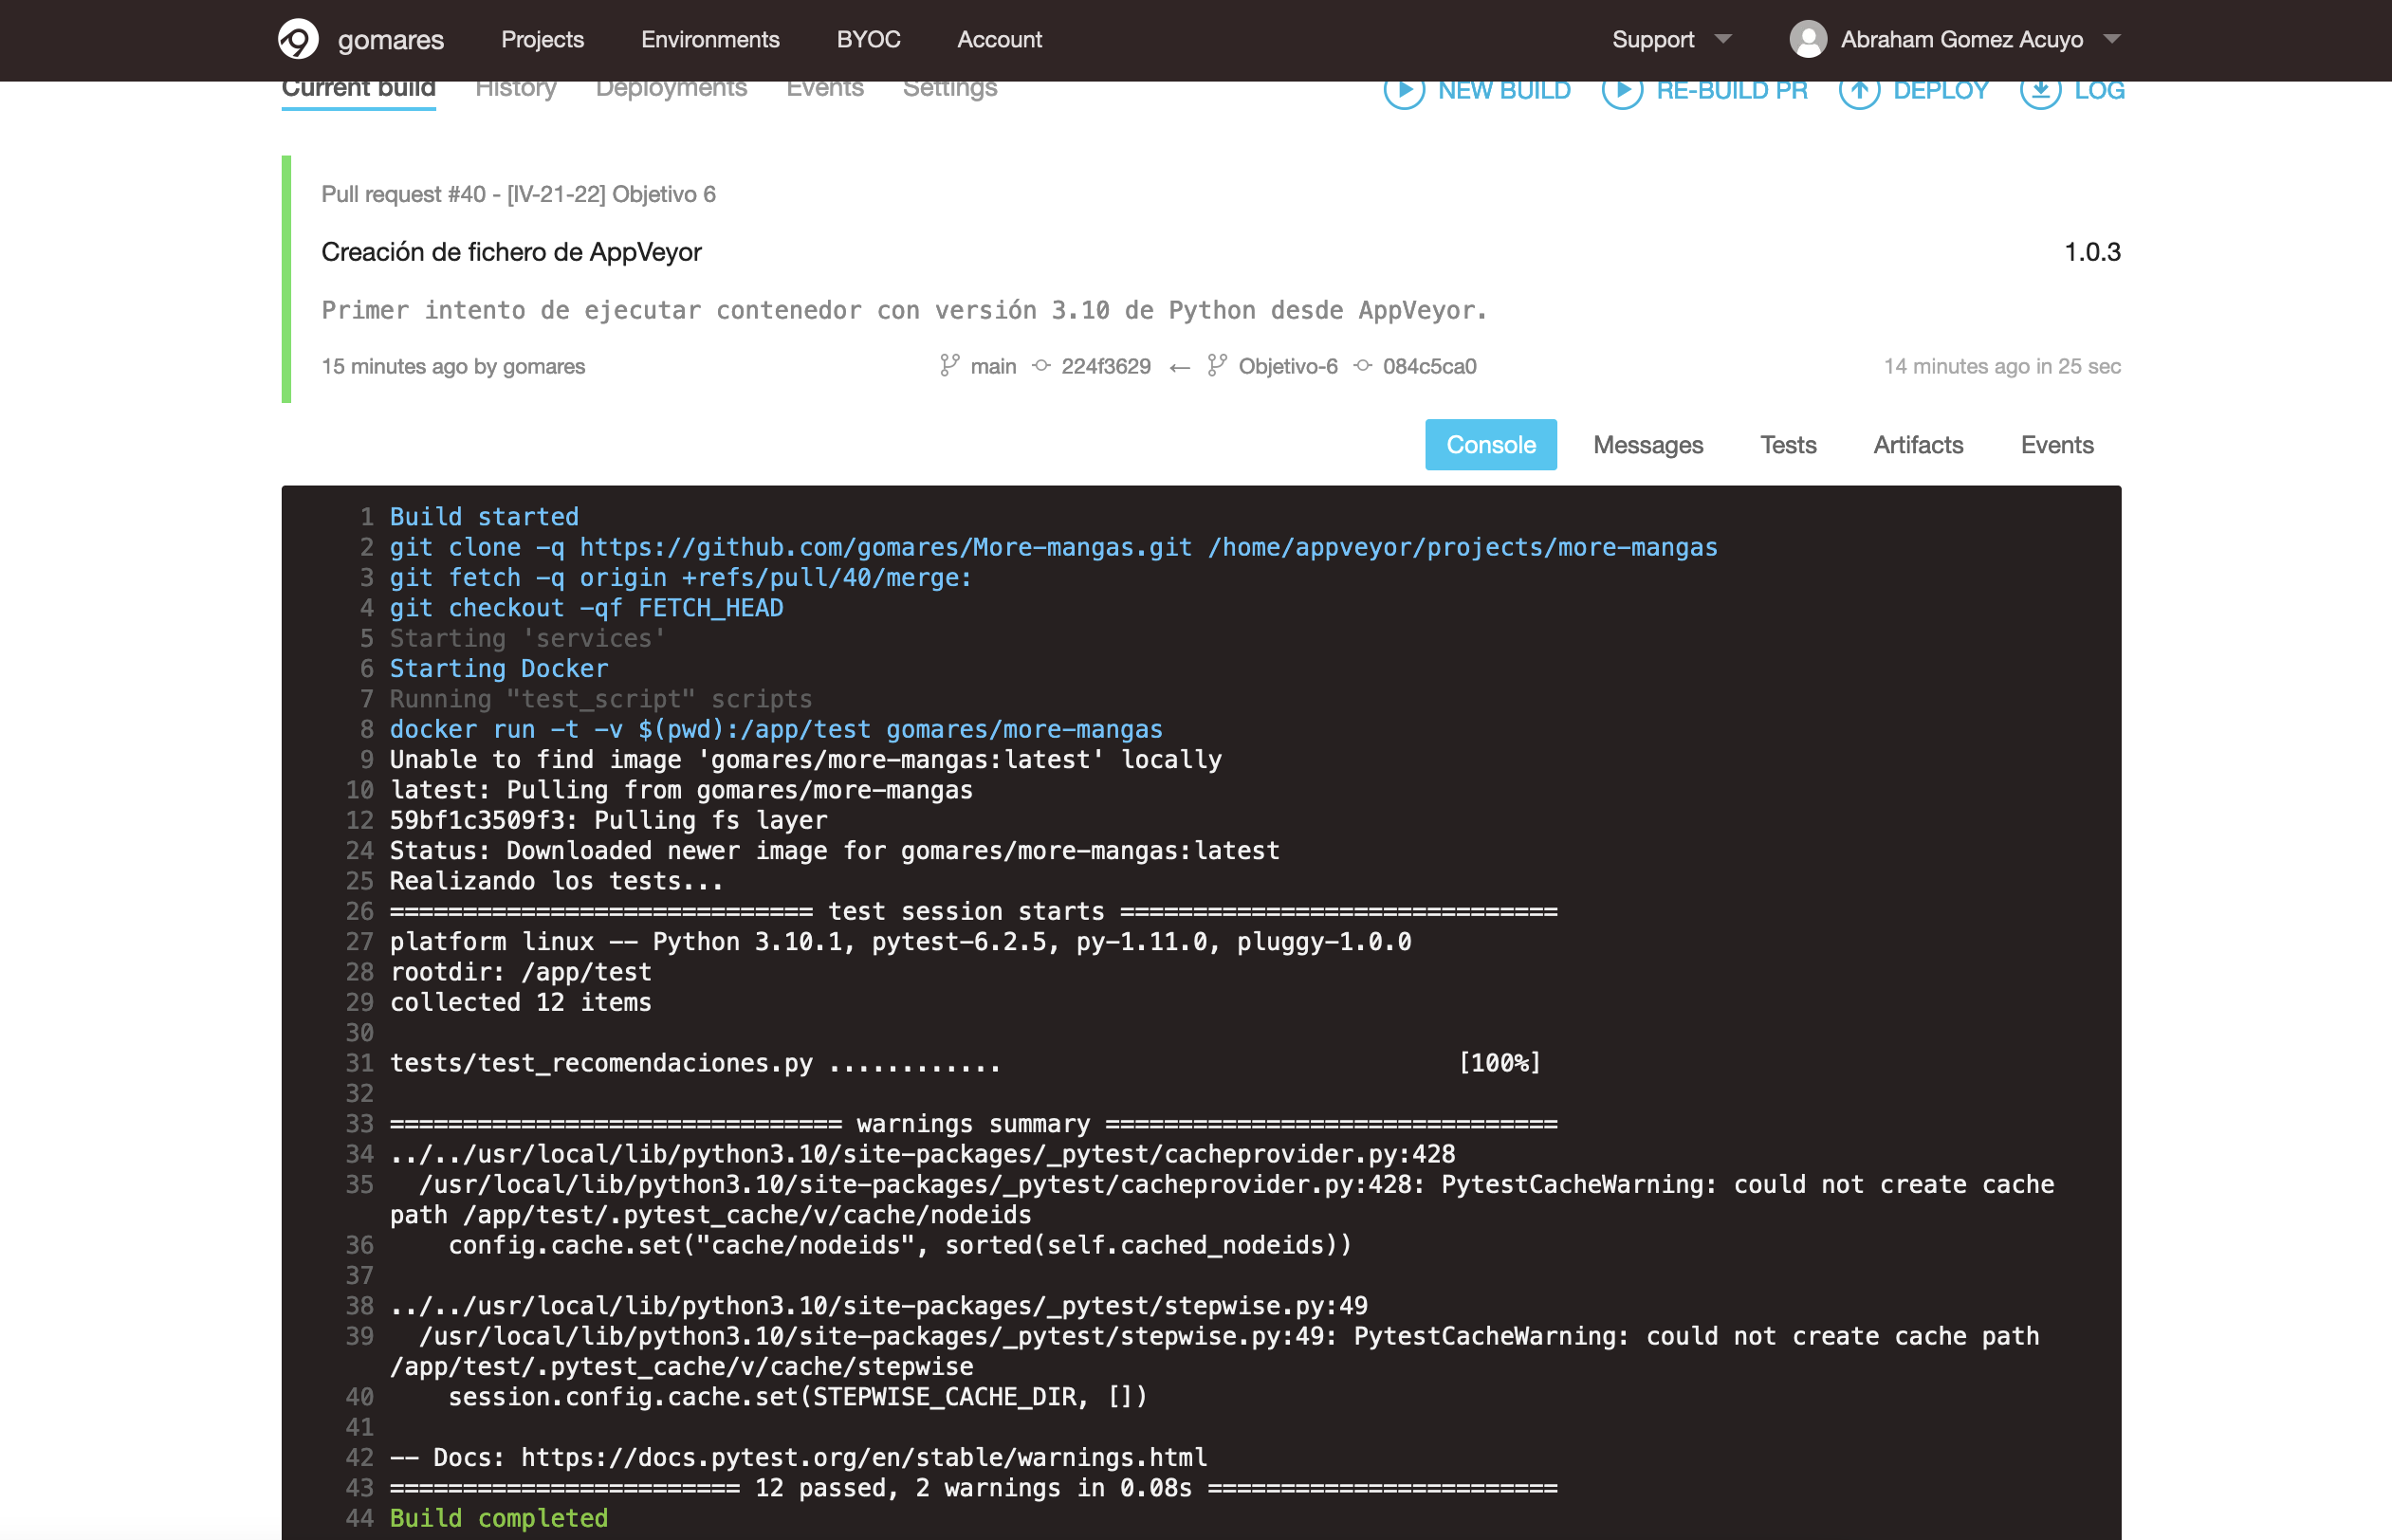 gomares Projects Environments BYOC Account Support Abraham Gomez Acuyo
Current build History Deployments Events Settings NEW BUILD RE-BUILD PR DEPLOY LOG
Pull request #40 - [IV-21-22] Objetivo 6
Creación de fichero de AppVeyor 1.0.3
Primer intento de ejecutar contenedor con versión 3.10 de Python desde AppVeyor.
15 minutes ago by gomares main 224f3629 ← Objetivo-6 084c5ca0 14 minutes ago in 25 sec
Console Messages Tests Artifacts Events
1 Build started
2 git clone -q https://github.com/gomares/More-mangas.git /home/appveyor/projects/more-mangas
3 git fetch -q origin +refs/pull/40/merge:
4 git checkout -qf FETCH_HEAD
5 Starting 'services'
6 Starting Docker
7 Running "test_script" scripts
8 docker run -t -v $(pwd):/app/test gomares/more-mangas
9 Unable to find image 'gomares/more-mangas:latest' locally
10 latest: Pulling from gomares/more-mangas
12 59bf1c3509f3: Pulling fs layer
24 Status: Downloaded newer image for gomares/more-mangas:latest
25 Realizando los tests...
26 ============================= test session starts ==============================
27 platform linux -- Python 3.10.1, pytest-6.2.5, py-1.11.0, pluggy-1.0.0
28 rootdir: /app/test
29 collected 12 items
30
31 tests/test_recomendaciones.py ............ [100%]
32
33 =============================== warnings summary ===============================
34 ../../usr/local/lib/python3.10/site-packages/_pytest/cacheprovider.py:428
35 /usr/local/lib/python3.10/site-packages/_pytest/cacheprovider.py:428: PytestCacheWarning: could not create cache
path /app/test/.pytest_cache/v/cache/nodeids
36 config.cache.set("cache/nodeids", sorted(self.cached_nodeids))
37
38 ../../usr/local/lib/python3.10/site-packages/_pytest/stepwise.py:49
39 /usr/local/lib/python3.10/site-packages/_pytest/stepwise.py:49: PytestCacheWarning: could not create cache path
/app/test/.pytest_cache/v/cache/stepwise
40 session.config.cache.set(STEPWISE_CACHE_DIR, [])
41
42 -- Docs: https://docs.pytest.org/en/stable/warnings.html
43 ======================== 12 passed, 2 warnings in 0.08s ========================
44 Build completed